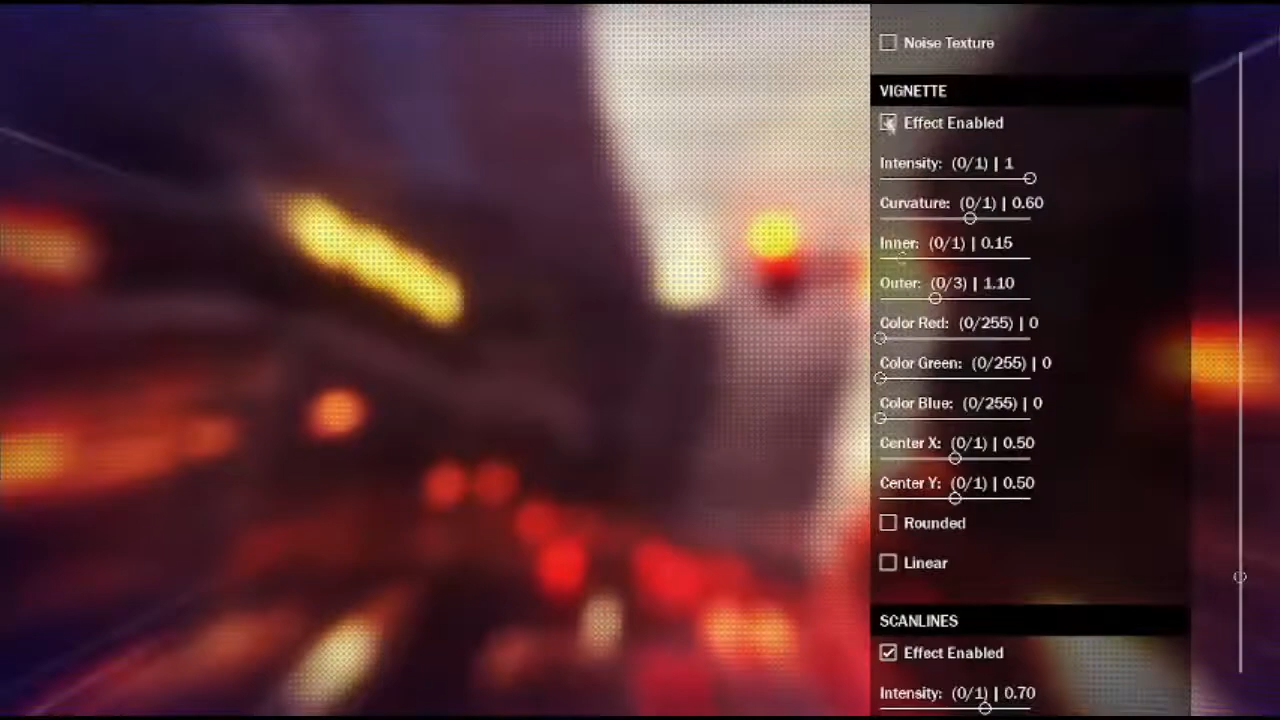 Noise Texture
VIGNETTE
Effect Enabled
Intensity: (0/1) | 1
Curvature: (0/1) | 0.60
Inner: (0/1) | 0.15
Outer: (0/3) | 1.10
Color Red: (0/255) | 0
Color Green: (0/255) | 0
Color Blue: (0/255) | 0
Center X: (0/1) | 0.50
Center Y: (0/1) | 0.50
Rounded
Linear
SCANLINES
Effect Enabled
Intensity: (0/1) | 0.70